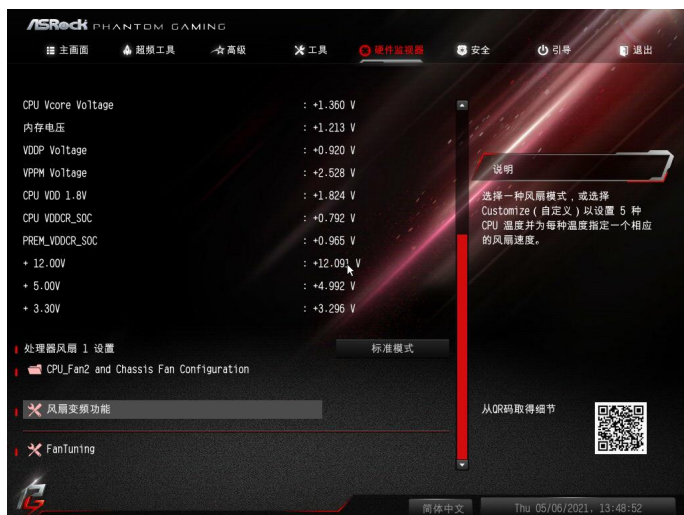 ASRock PHANTOM GAMING
主画面 超频工具 高级 工具 硬件监视器 安全 引导 退出
CPU Vcore Voltage : +1.360 V
内存电压 : +1.213 V
VDDP Voltage : +0.920 V
VPPM Voltage : +2.528 V
CPU VDD 1.8V : +1.824 V
CPU VDDCR_SOC : +0.792 V
PREM_VDDCR_SOC : +0.965 V
+ 12.00V : +12.091 V
+ 5.00V : +4.992 V
+ 3.30V : +3.296 V
处理器风扇 1 设置 标准模式
CPU_Fan2 and Chassis Fan Configuration
风扇变频功能
FanTuning
说明
选择一种风扇模式，或选择
Customize（自定义）以设置 5 种
CPU 温度并为每种温度指定一个相应
的风扇速度。
从QR码取得细节
简体中文 Thu 05/06/2021, 13:48:52